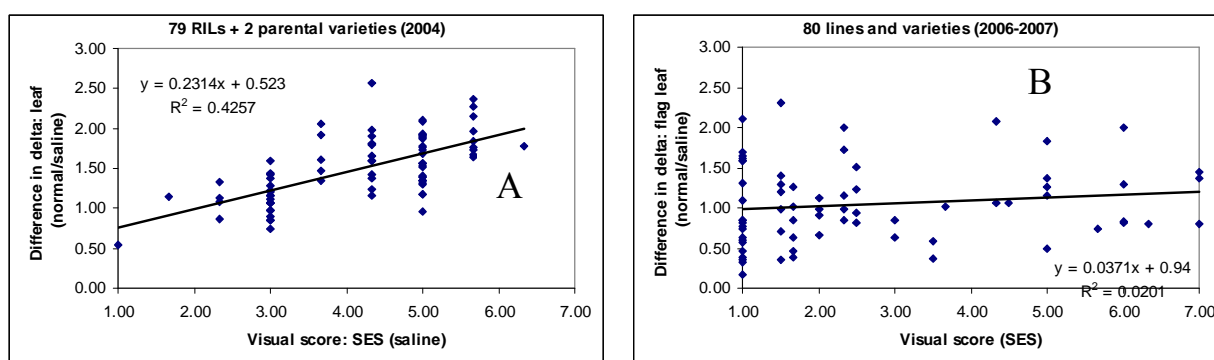 79 RILs + 2 parental varieties (2004)
Difference in delta: leaf
(normal/saline)
3.00
2.50
2.00
1.50
1.00
0.50
0.00
y = 0.2314x + 0.523
R² = 0.4257
A
1.00 2.00 3.00 4.00 5.00 6.00 7.00
Visual score: SES (saline)
80 lines and varieties (2006-2007)
Difference in delta: flag leaf
(normal/saline)
3.00
2.50
2.00
1.50
1.00
0.50
0.00
B
y = 0.0371x + 0.94
R² = 0.0201
1.00 2.00 3.00 4.00 5.00 6.00 7.00
Visual score (SES)